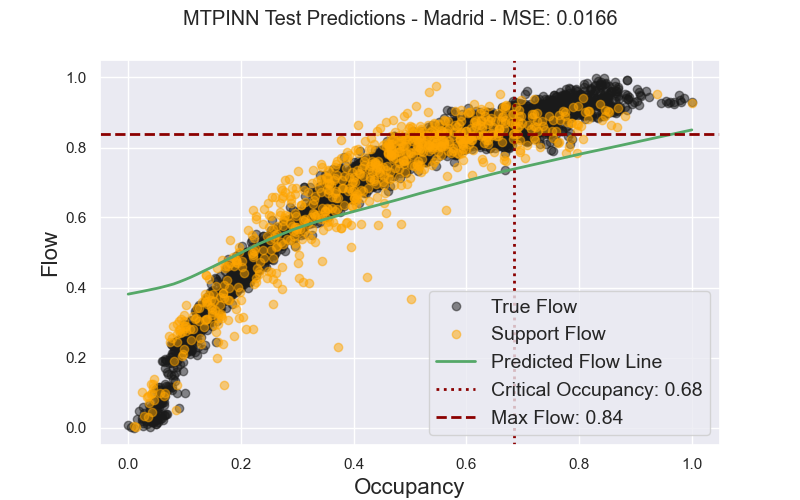 MTPINN Test Predictions - Madrid - MSE: 0.0166
Flow
1.0
0.8
0.6
0.4
0.2
0.0
0.0 0.2 0.4 0.6 0.8 1.0
Occupancy
True Flow
Support Flow
Predicted Flow Line
Critical Occupancy: 0.68
Max Flow: 0.84